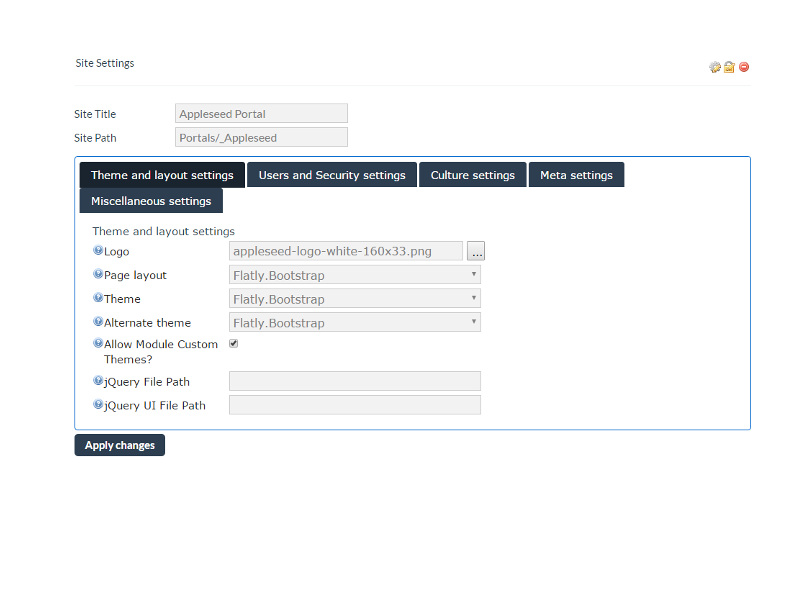 Site Settings
Site Title Appleseed Portal
Site Path Portals/_Appleseed
Theme and layout settings Users and Security settings Culture settings Meta settings
Miscellaneous settings
Theme and layout settings
Logo appleseed-logo-white-160x33.png ...
Page layout Flatly.Bootstrap
Theme Flatly.Bootstrap
Alternate theme Flatly.Bootstrap
Allow Module Custom
Themes?
jQuery File Path
jQuery UI File Path
Apply changes